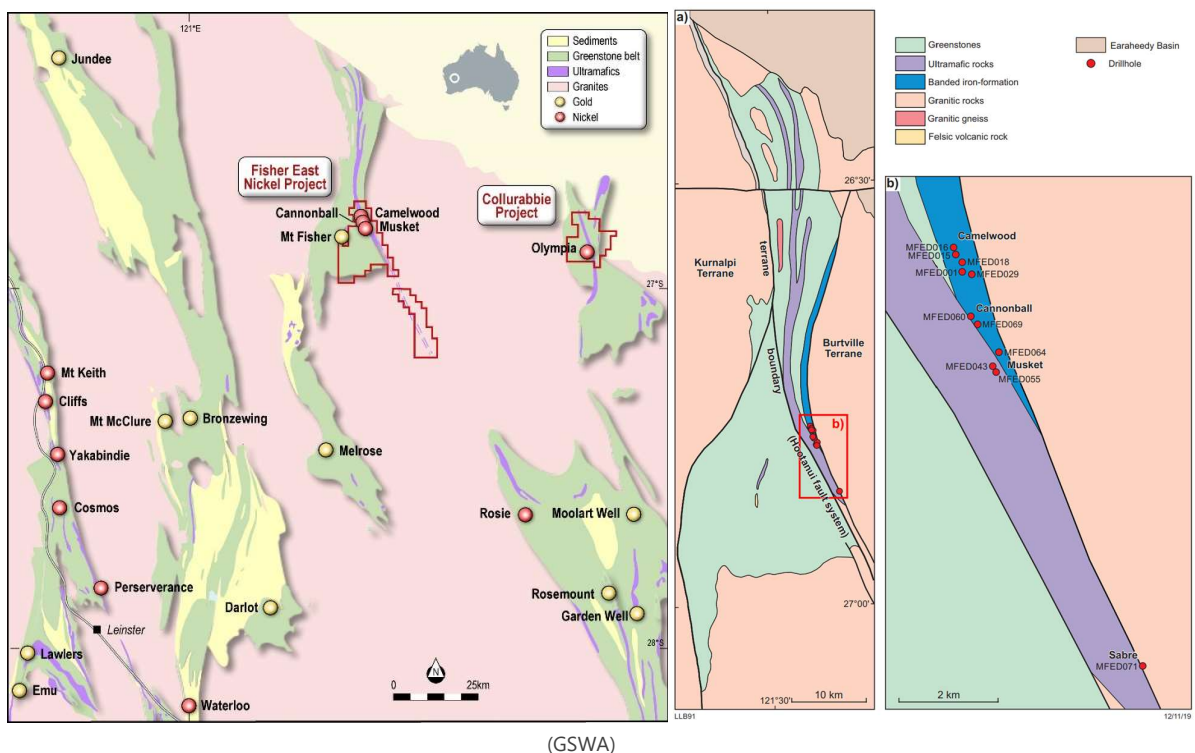 121°E
Jundee
Sediments
Greenstone belt
Ultramafics
Granites
Gold
Nickel
Fisher East
Nickel Project
Collurabbie
Project
Cannonball
Camelwood
Musket
Mt Fisher
Olympia
27°S
Mt Keith
Cliffs
Mt McClure
Bronzewing
Yakabindie
Melrose
Cosmos
Rosie
Moolart Well
Perserverance
Darlot
Rosemount
Garden Well
Leinster
28°S
Lawlers
Emu
N
0 25km
Waterloo
a)
Greenstones
Ultramafic rocks
Banded iron-formation
Granitic rocks
Granitic gneiss
Felsic volcanic rock
Earaheedy Basin
Drillhole
26°30'
Kurnalpi
Terrane
terrane
boundary
(Hootanui fault system)
Burtville
Terrane
b)
27°00'
121°30'
10 km
LLB91
b)
Camelwood
MFED016
MFED015
MFED018
MFED001
MFED029
Cannonball
MFED060
MFED069
MFED064
Musket
MFED043
MFED055
Sabre
MFED071
2 km
12/11/19
(GSWA)